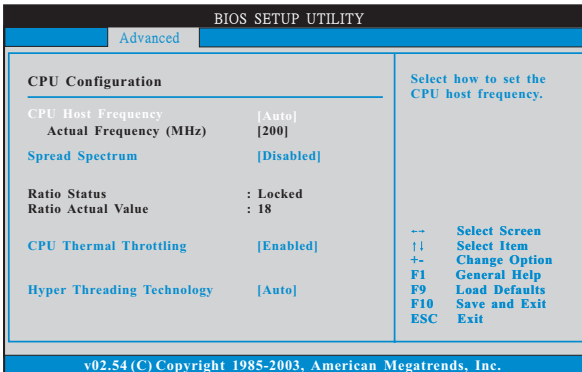 BIOS SETUP UTILITY
Advanced
CPU Configuration
CPU Host Frequency [Auto]
Actual Frequency (MHz) [200]
Spread Spectrum [Disabled]
Ratio Status : Locked
Ratio Actual Value : 18
CPU Thermal Throttling [Enabled]
Hyper Threading Technology [Auto]
Select how to set the
CPU host frequency.
←→ Select Screen
↑↓ Select Item
+- Change Option
F1 General Help
F9 Load Defaults
F10 Save and Exit
ESC Exit
v02.54 (C) Copyright 1985-2003, American Megatrends, Inc.